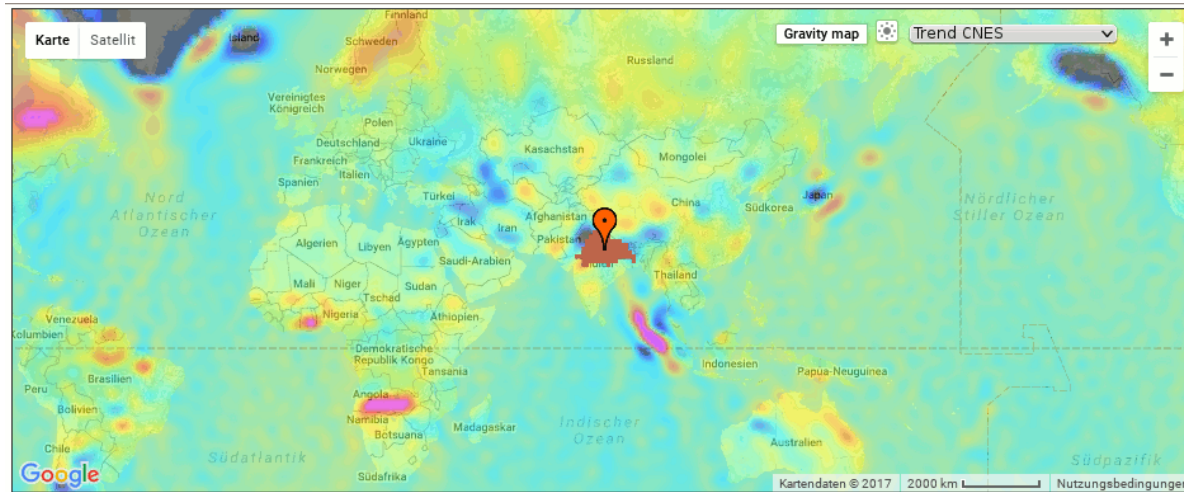 Karte
Satellit
Gravity map
Trend CNES
+
−
Island
Finnland
Schweden
Norwegen
Russland
Vereinigtes
Königreich
Polen
Deutschland
Ukraine
Kasachstan
Mongolei
Frankreich
Italien
Spanien
Türkei
Nord
Atlantischer
Ozean
Afghanistan
China
Südkorea
Japan
Nördlicher
Stiller Ozean
Irak
Iran
Pakistan
Algerien
Libyen
Ägypten
Saudi-Arabien
Indien
Thailand
Mali
Niger
Sudan
Tschad
Nigeria
Äthiopien
Venezuela
Kolumbien
Demokratische
Republik Kongo
Tansania
Indonesien
Papua-Neuguinea
Brasilien
Peru
Bolivien
Angola
Namibia
Botsuana
Madagaskar
Indischer
Ozean
Australien
Chile
Südatlantik
Südafrika
Südpazifik
Google
Kartendaten © 2017
2000 km
Nutzungsbedingungen